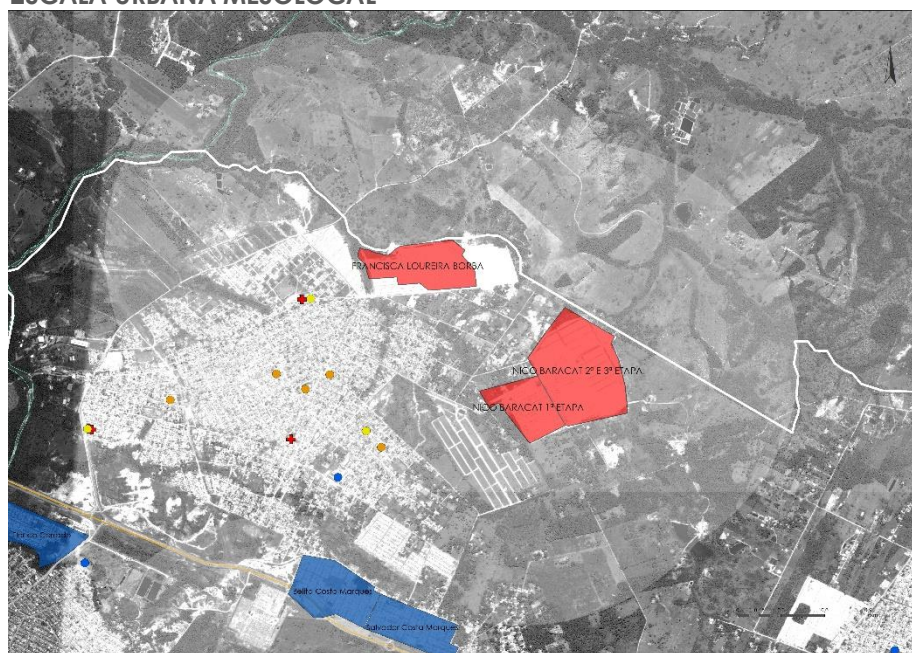 ESCALA URBANA MESOLOCAL
FRANCISCA LOUREIRA BORBA
NICO BARACAT 2ª E 3ª ETAPA
NICO BARACAT 1ª ETAPA
Belita Costa Marques
Salvador Costa Marques